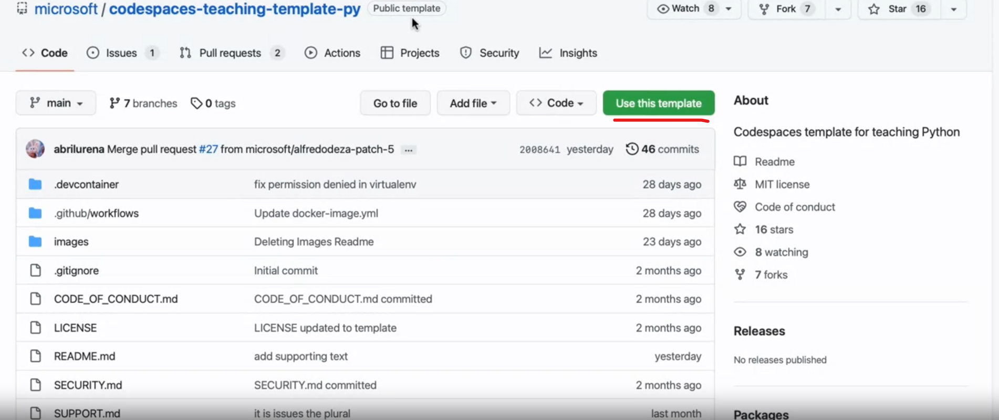 microsoft / codespaces-teaching-template-py Public template Watch 8 Fork 7 Star 16
Code Issues 1 Pull requests 2 Actions Projects Security Insights
main 7 branches 0 tags Go to file Add file Code Use this template
abrilurena Merge pull request #27 from microsoft/alfredodeza-patch-5 ... 2008641 yesterday 46 commits
.devcontainer fix permission denied in virtualenv 28 days ago
.github/workflows Update docker-image.yml 28 days ago
images Deleting Images Readme 23 days ago
.gitignore Initial commit 2 months ago
CODE_OF_CONDUCT.md CODE_OF_CONDUCT.md committed 2 months ago
LICENSE LICENSE updated to template 2 months ago
README.md add supporting text yesterday
SECURITY.md SECURITY.md committed 2 months ago
SUPPORT.md it is issues the plural last month
About
Codespaces template for teaching Python
Readme
MIT license
Code of conduct
16 stars
8 watching
7 forks
Releases
No releases published
Packages